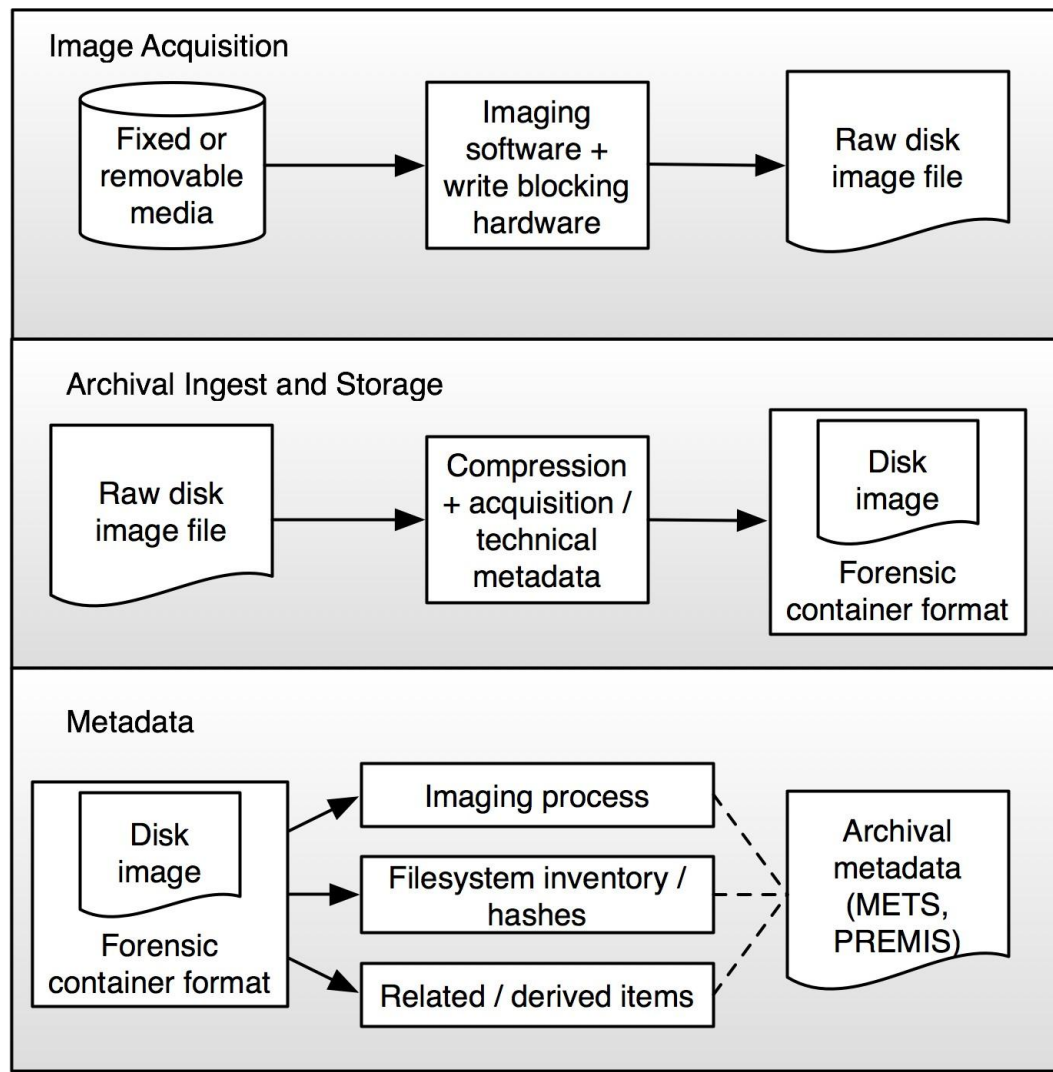 Image Acquisition
Fixed or
removable
media
Imaging
software +
write blocking
hardware
Raw disk
image file
Archival Ingest and Storage
Raw disk
image file
Compression
+ acquisition /
technical
metadata
Disk
image
Forensic
container format
Metadata
Disk
image
Forensic
container format
Imaging process
Filesystem inventory /
hashes
Related / derived items
Archival
metadata
(METS,
PREMIS)